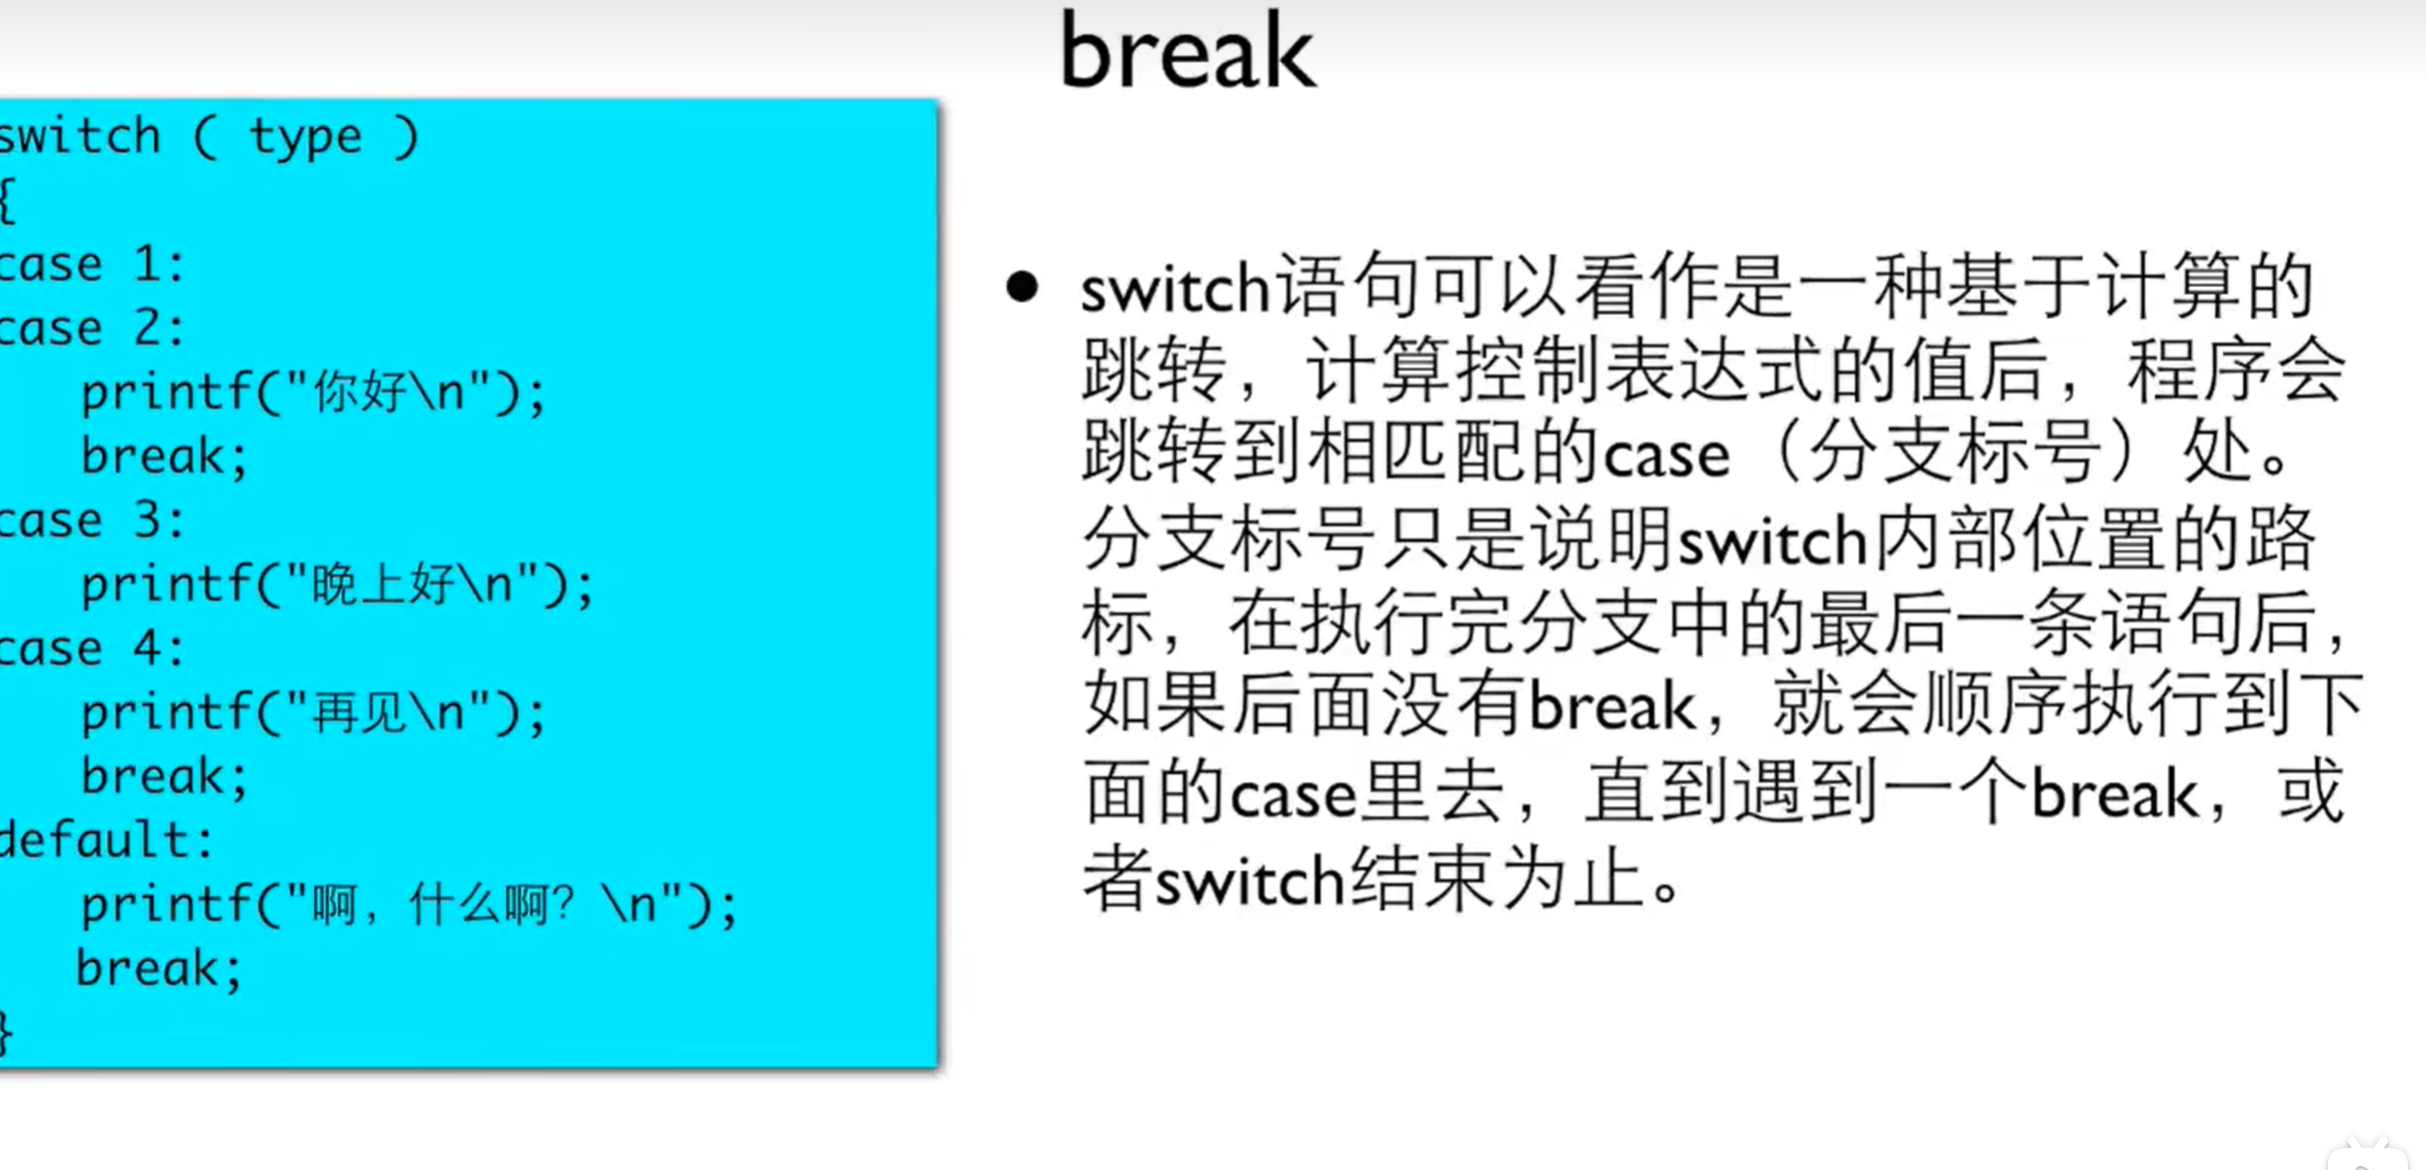 break
switch ( type )
{
case 1:
case 2:
printf("你好\n");
break;
case 3:
printf("晚上好\n");
case 4:
printf("再见\n");
break;
default:
printf("啊，什么啊？\n");
break;
}
• switch语句可以看作是一种基于计算的
跳转，计算控制表达式的值后，程序会
跳转到相匹配的case（分支标号）处。
分支标号只是说明switch内部位置的路
标，在执行完分支中的最后一条语句后，
如果后面没有break，就会顺序执行到下
面的case里去，直到遇到一个break，或
者switch结束为止。